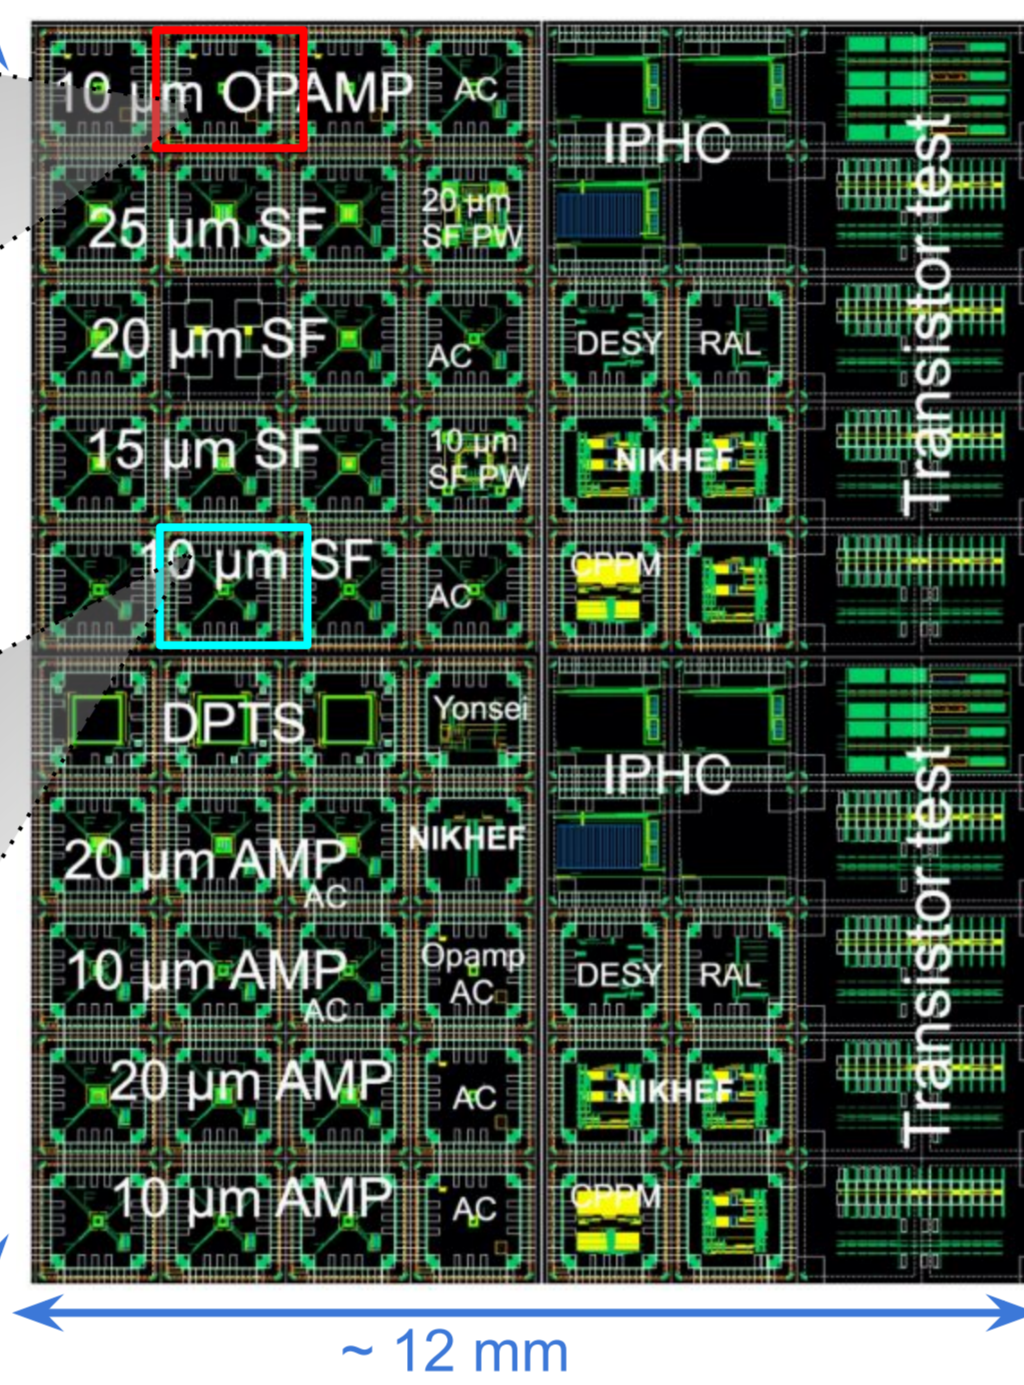 10 µm OPAMP
AC
IPHC
Transistor test
25 µm SF
20 µm
SF PW
20 µm SF
AC
DESY
RAL
15 µm SF
10 µm
SF PW
NIKHEF
10 µm SF
AC
CPPM
DPTS
Yonsei
IPHC
Transistor test
20 µm AMP
AC
NIKHEF
10 µm AMP
AC
Opamp
AC
DESY
RAL
20 µm AMP
AC
NIKHEF
10 µm AMP
AC
CPPM
~ 12 mm